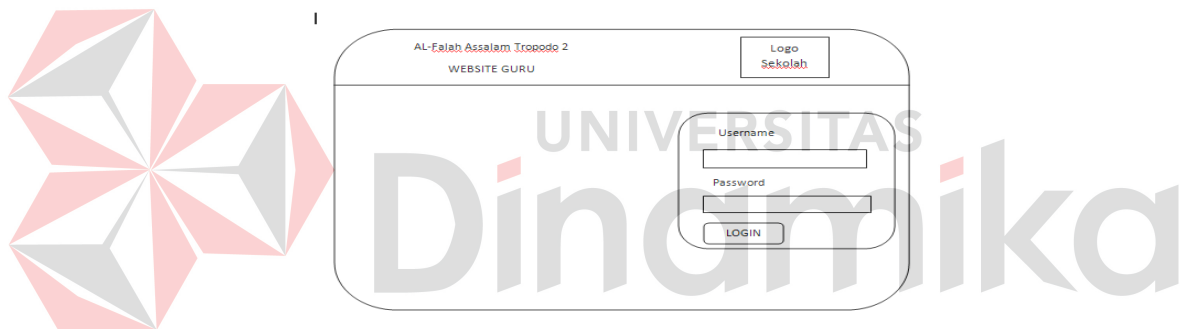 AL-Falah Assalam Tropodo 2
WEBSITE GURU
Logo
Sekolah
UNIVERSITAS
Dinamika
Username
Password
LOGIN